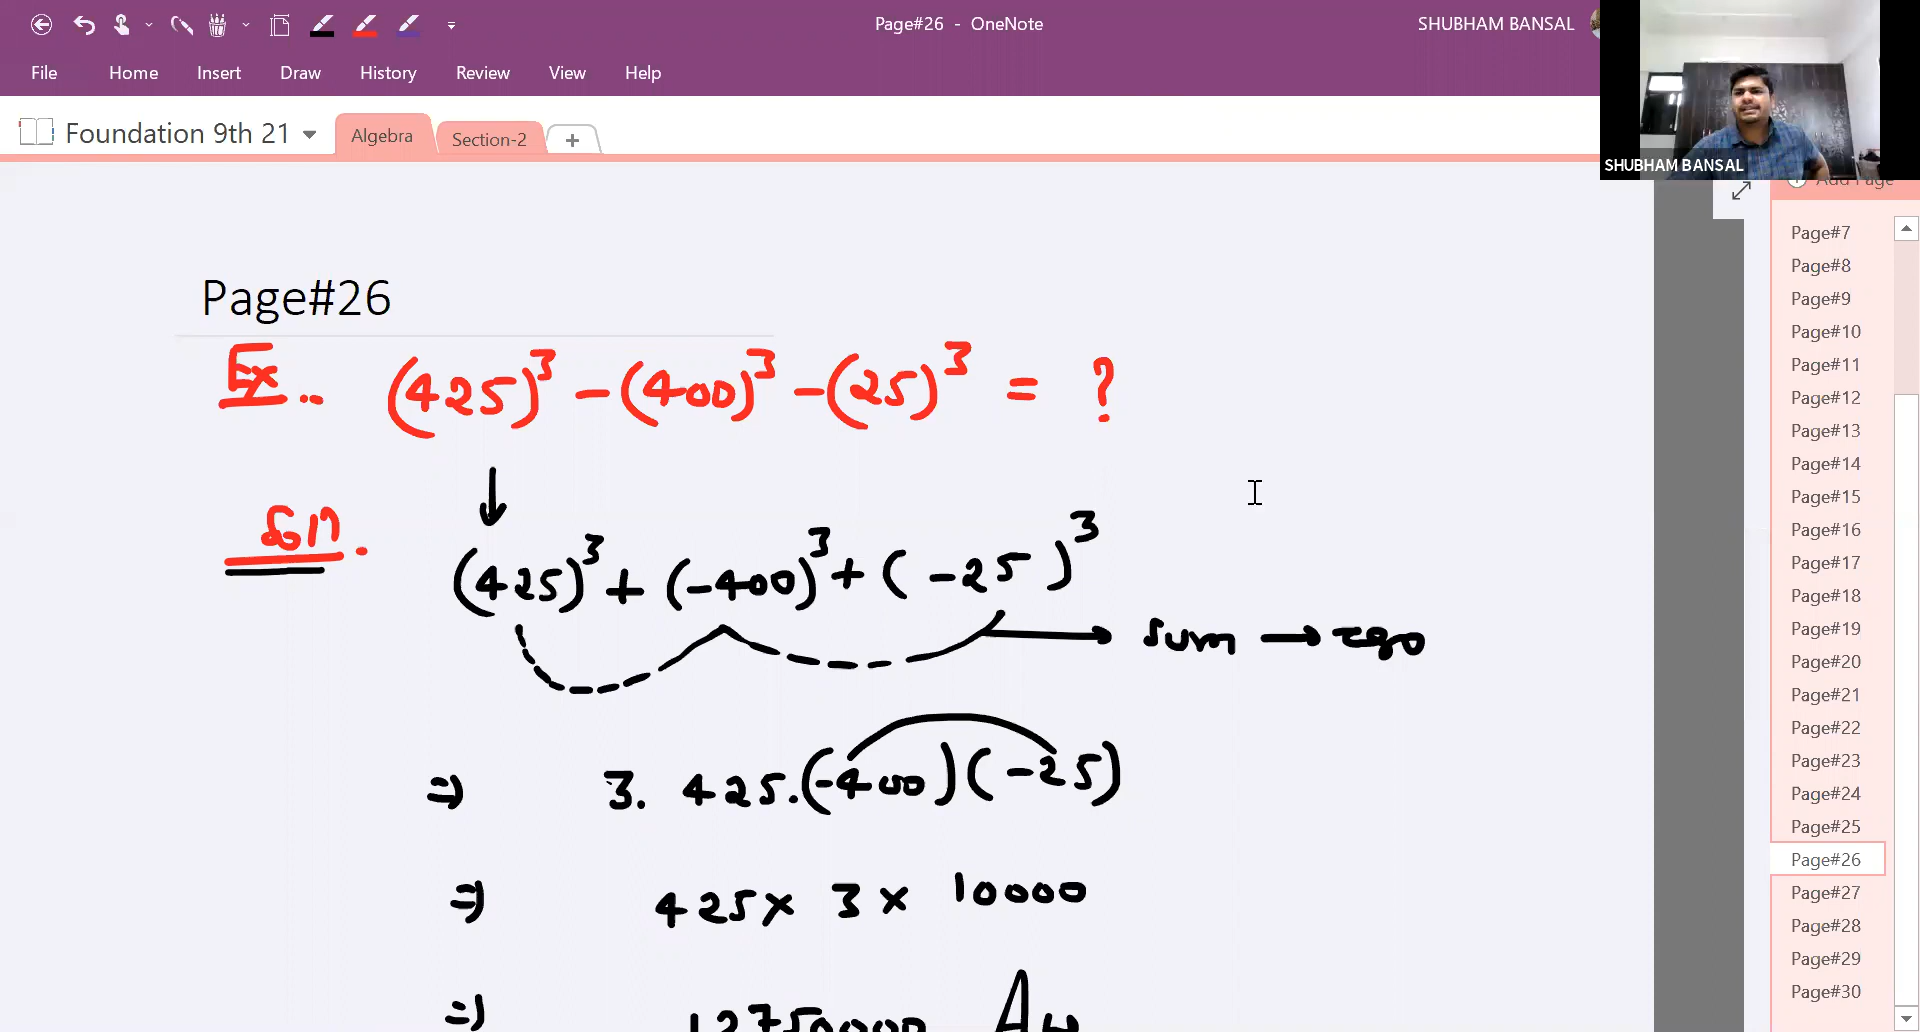 Page#26 - OneNote
SHUBHAM BANSAL
File Home Insert Draw History Review View Help
SHUBHAM BANSAL
Foundation 9th 21
Algebra
Section-2
Add Page
Page#7
Page#8
Page#9
Page#10
Page#11
Page#12
Page#13
Page#14
Page#15
Page#16
Page#17
Page#18
Page#19
Page#20
Page#21
Page#22
Page#23
Page#24
Page#25
Page#26
Page#27
Page#28
Page#29
Page#30
Page#26
Ex.. (425)³ - (400)³ - (25)³ = ?
↓
Solⁿ. (425)³ + (-400)³ + (-25)³
→ sum → zero
⇒ 3. 425. (-400) (-25)
⇒ 425 × 3 × 10000
⇒ 12750000